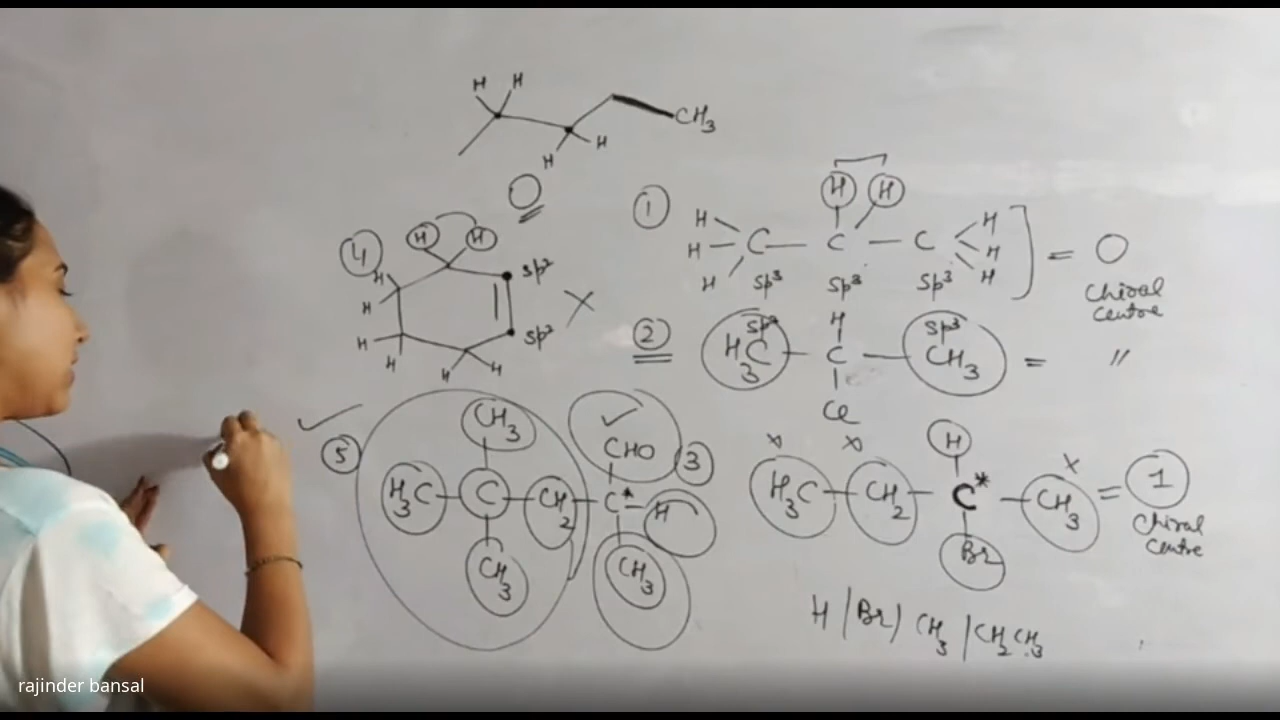 H H
CH3
H H
O
1
H H
H
H C C C H
H H H
sp3 sp3 sp3
= O
Chiral
Centre
4
H H
sp2
H
H
sp2
H H H H
2
H
sp3
H3C C CH3
Cl
= "
5
CH3
H3C C CH2 C* H
CH3 CH3
CHO 3
x x H x
H3C CH2 C* CH3 = 1
Br
Chiral
Centre
H / Br / CH3 / CH2CH3
rajinder bansal